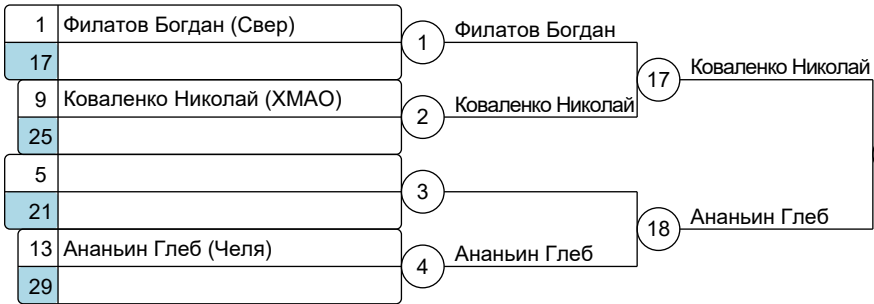 1 Филатов Богдан (Свер)
17
1
Филатов Богдан
9 Коваленко Николай (ХМАО)
25
2
Коваленко Николай
17
Коваленко Николай
5
21
3
13 Ананьин Глеб (Челя)
29
4
Ананьин Глеб
18
Ананьин Глеб